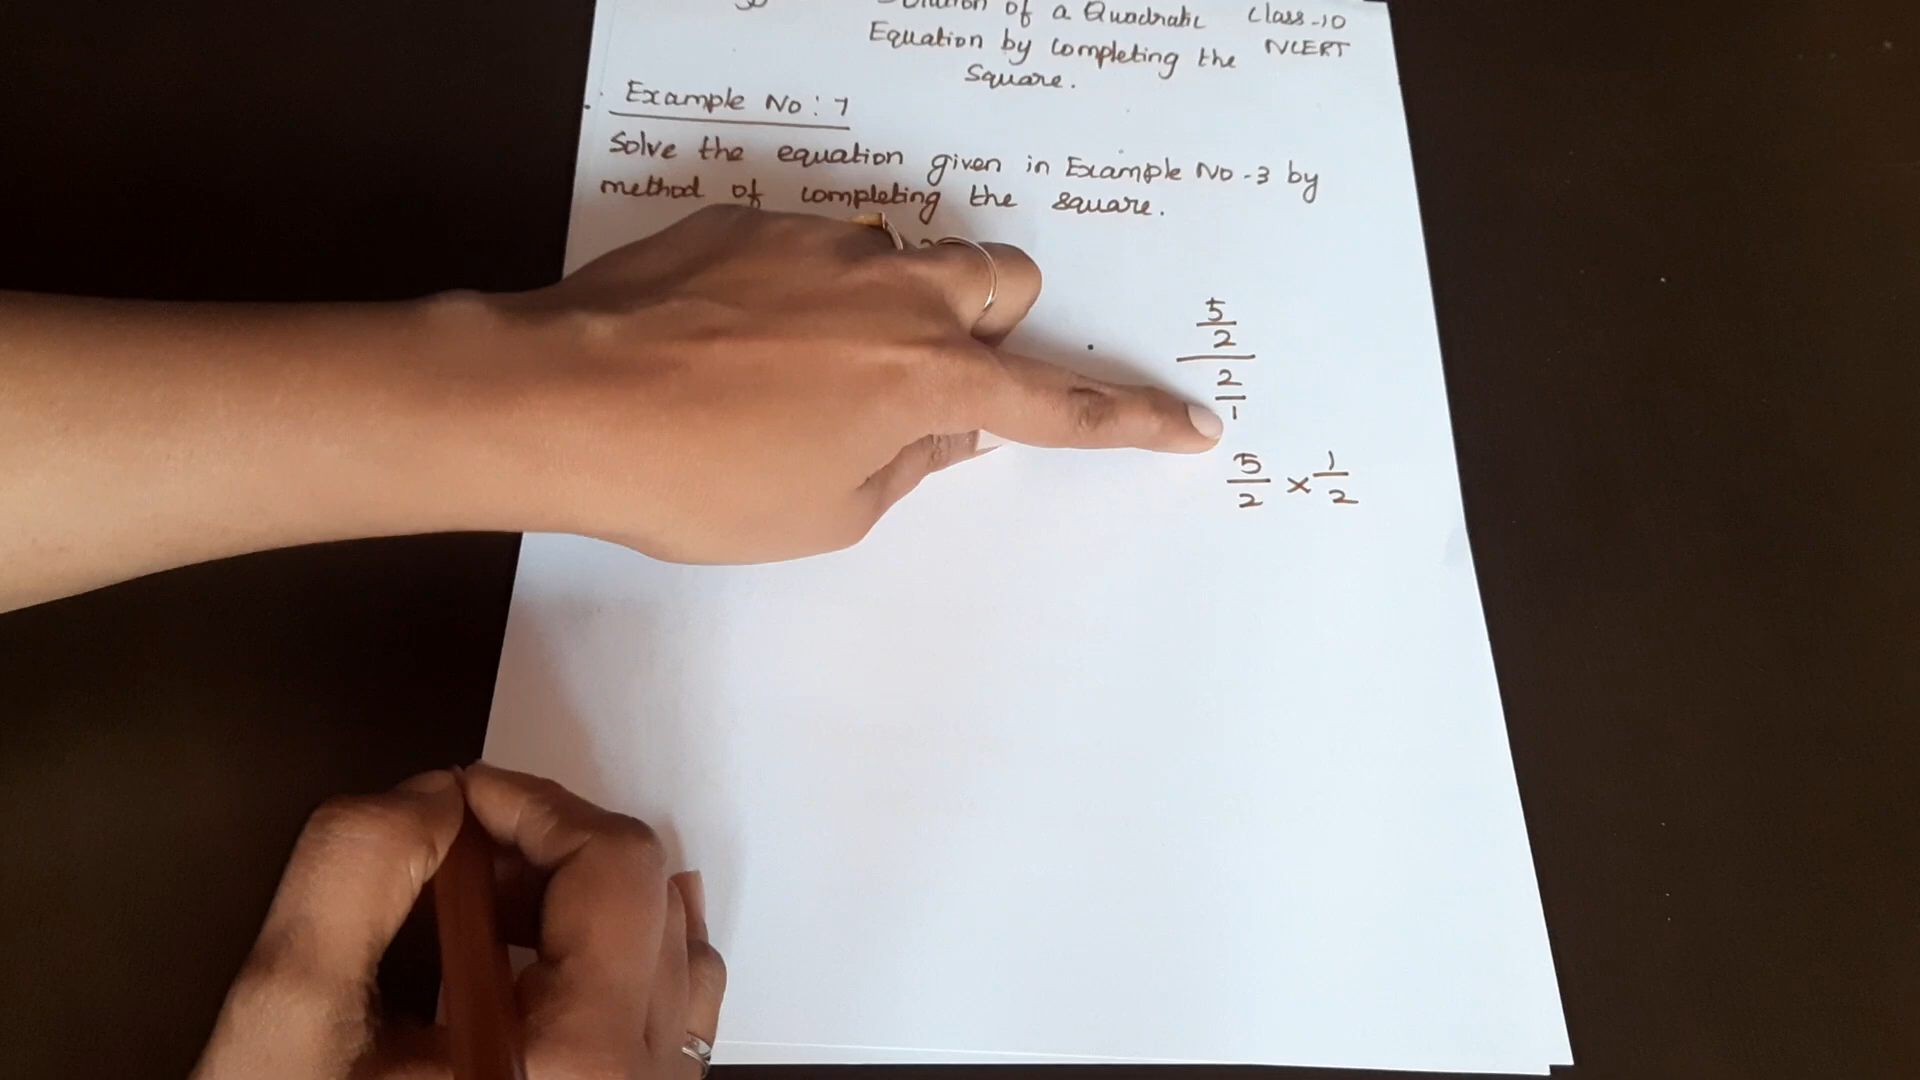 of a Quadratic Class-10
Equation by completing the NCERT
Square.
Example No: 7
Solve the equation given in Example No-3 by
method of completing the square.
5
2
2
1
5/2 × 1/2